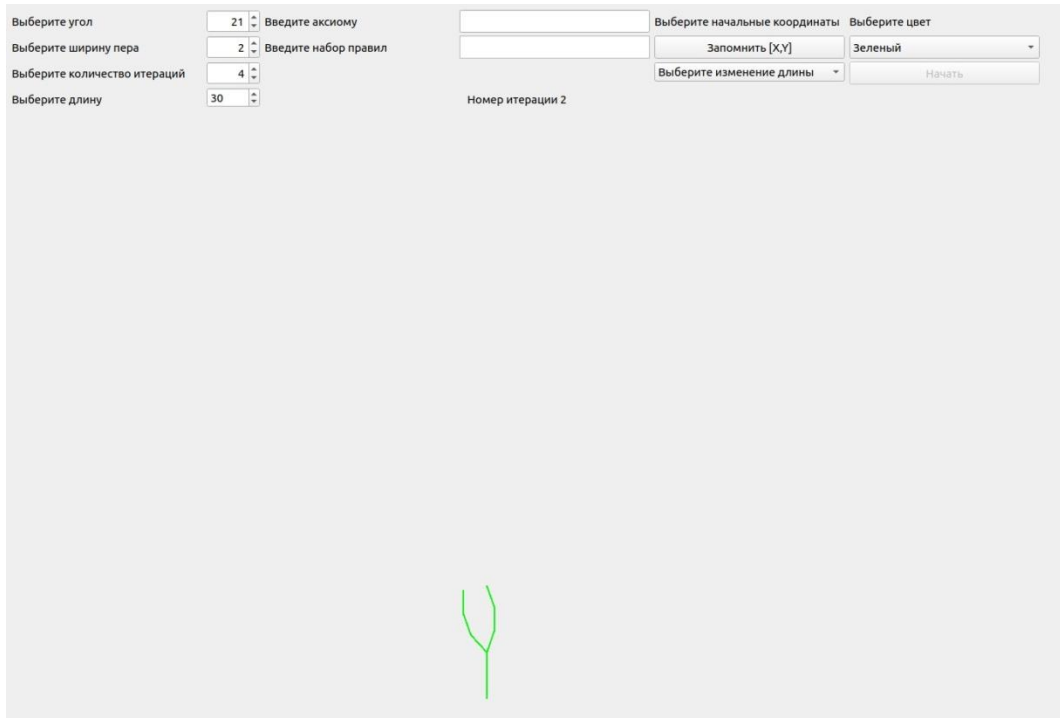 Выберите угол 21 Введите аксиому Выберите начальные координаты Выберите цвет
Выберите ширину пера 2 Введите набор правил Запомнить [X,Y] Зеленый
Выберите количество итераций 4 Выберите изменение длины Начать
Выберите длину 30 Номер итерации 2